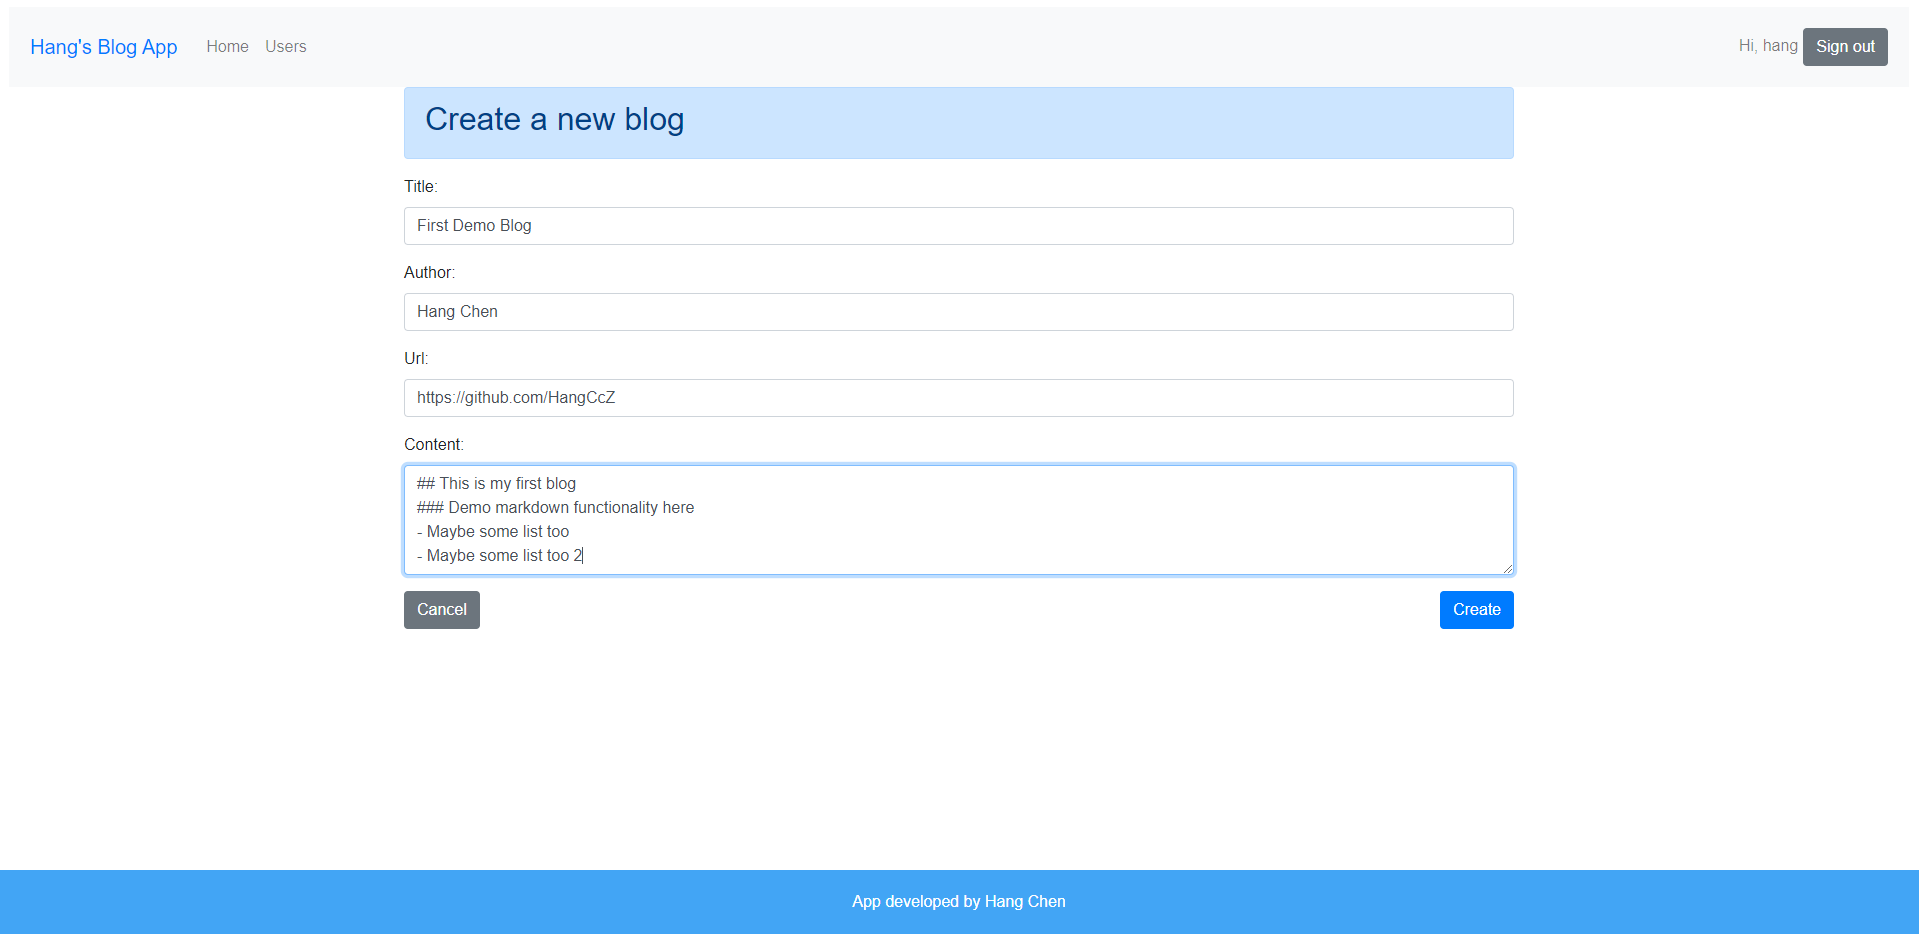 Hang's Blog App Home Users Hi, hang Sign out
Create a new blog
Title:
First Demo Blog
Author:
Hang Chen
Url:
https://github.com/HangCcZ
Content:
## This is my first blog
### Demo markdown functionality here
- Maybe some list too
- Maybe some list too 2
Cancel Create
App developed by Hang Chen